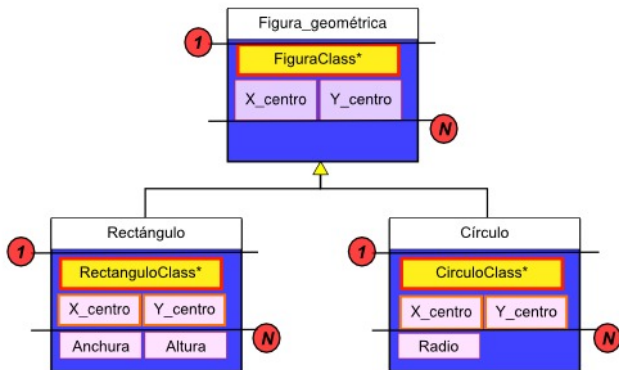 Figura_geométrica
1
FiguraClass*
X_centro Y_centro
N
Rectángulo
1
RectanguloClass*
X_centro Y_centro
N
Anchura Altura
Círculo
1
CirculoClass*
X_centro Y_centro
N
Radio